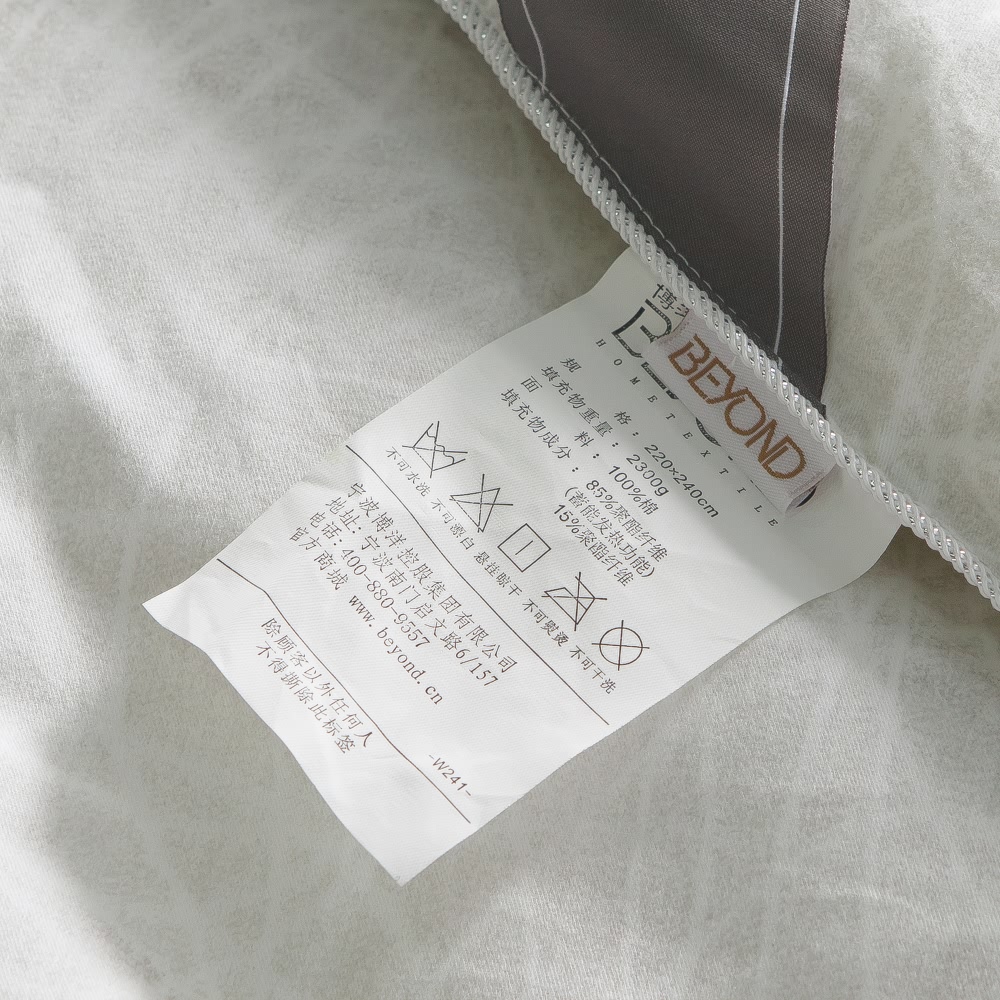 博洋
BEYOND
HOME TEXTILE
规 格：220×240cm
填充物重量：2300g
面 料：100%棉
填充物成分：85%聚酯纤维
(蓄能发热功能)
15%聚酯纤维
不可水洗 不可漂白 悬挂晾干 不可熨烫 不可干洗
宁波博洋控股集团有限公司
地址:宁波南门启文路6/157
电话:400-880-9557
官方商城 www.beyond.cn
-W241-
除顾客以外任何人
不得撕除此标签